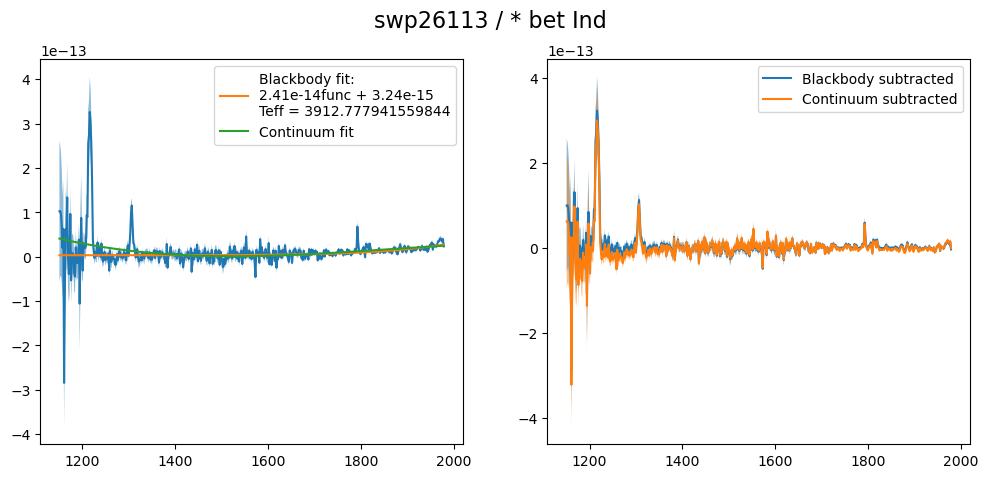 swp26113 / * bet Ind
1e−13
4
3
2
1
0
−1
−2
−3
−4
1200
1400
1600
1800
2000
Blackbody fit:
2.41e-14func + 3.24e-15
Teff = 3912.777941559844
Continuum fit
1e−13
4
2
0
−2
−4
1200
1400
1600
1800
2000
Blackbody subtracted
Continuum subtracted